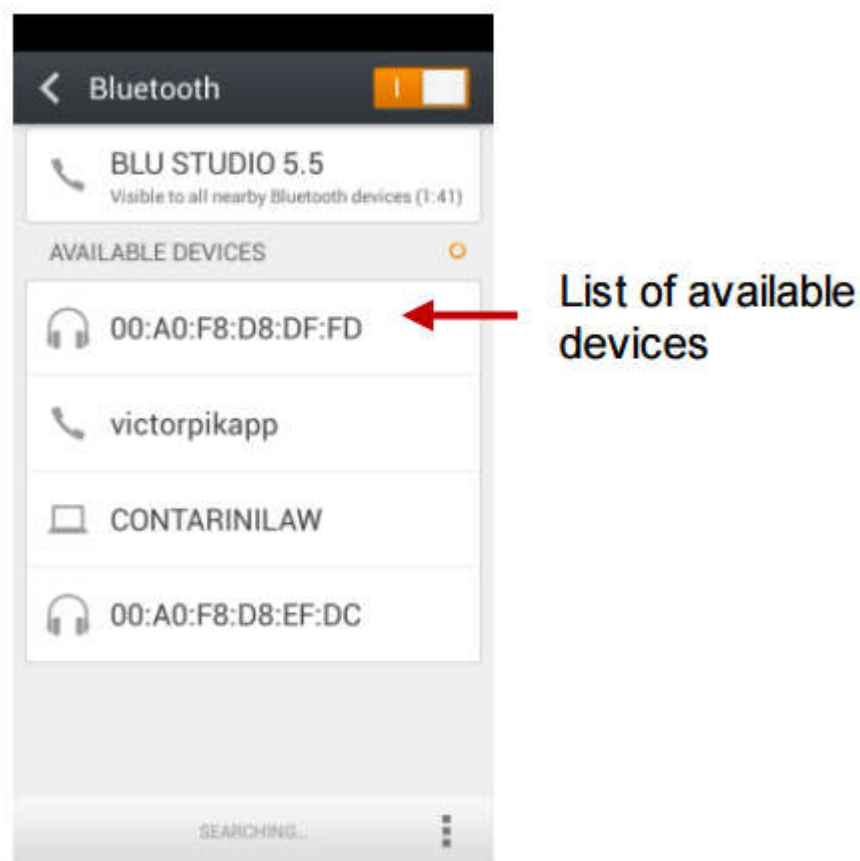 Bluetooth
BLU STUDIO 5.5
Visible to all nearby Bluetooth devices (1:41)
AVAILABLE DEVICES
00:A0:F8:D8:DF:FD
List of available
devices
victorpikapp
CONTARINILAW
00:A0:F8:D8:EF:DC
SEARCHING...